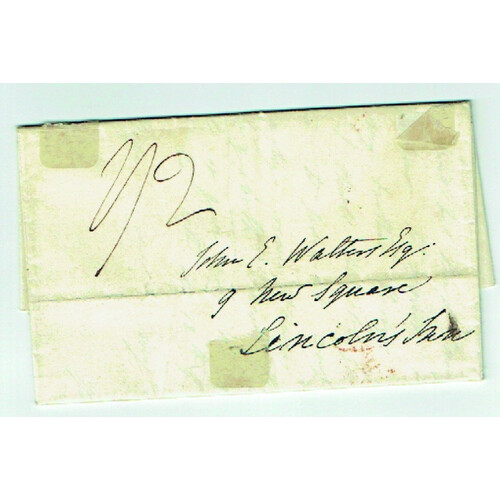 1/2
John E. Walters Esq.
9 New Square
Lincoln's Inn